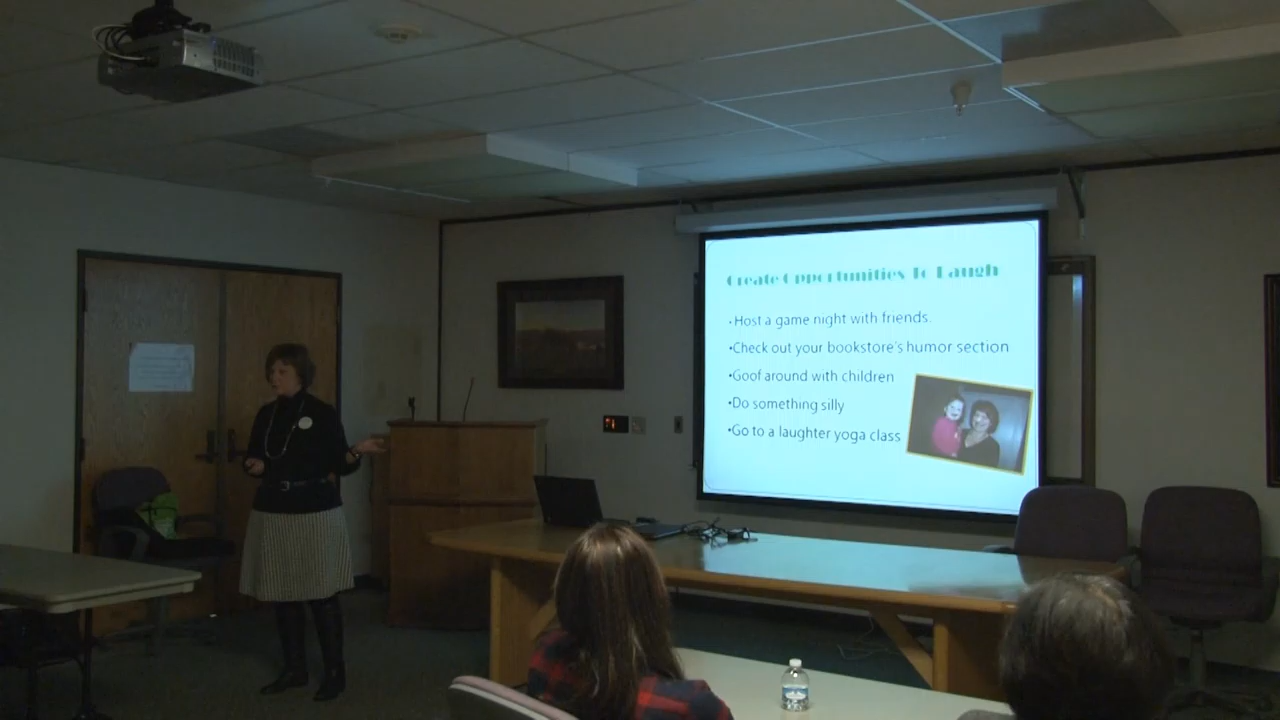 Create Opportunities To Laugh
• Host a game night with friends.
•Check out your bookstore's humor section
•Goof around with children
•Do something silly
•Go to a laughter yoga class